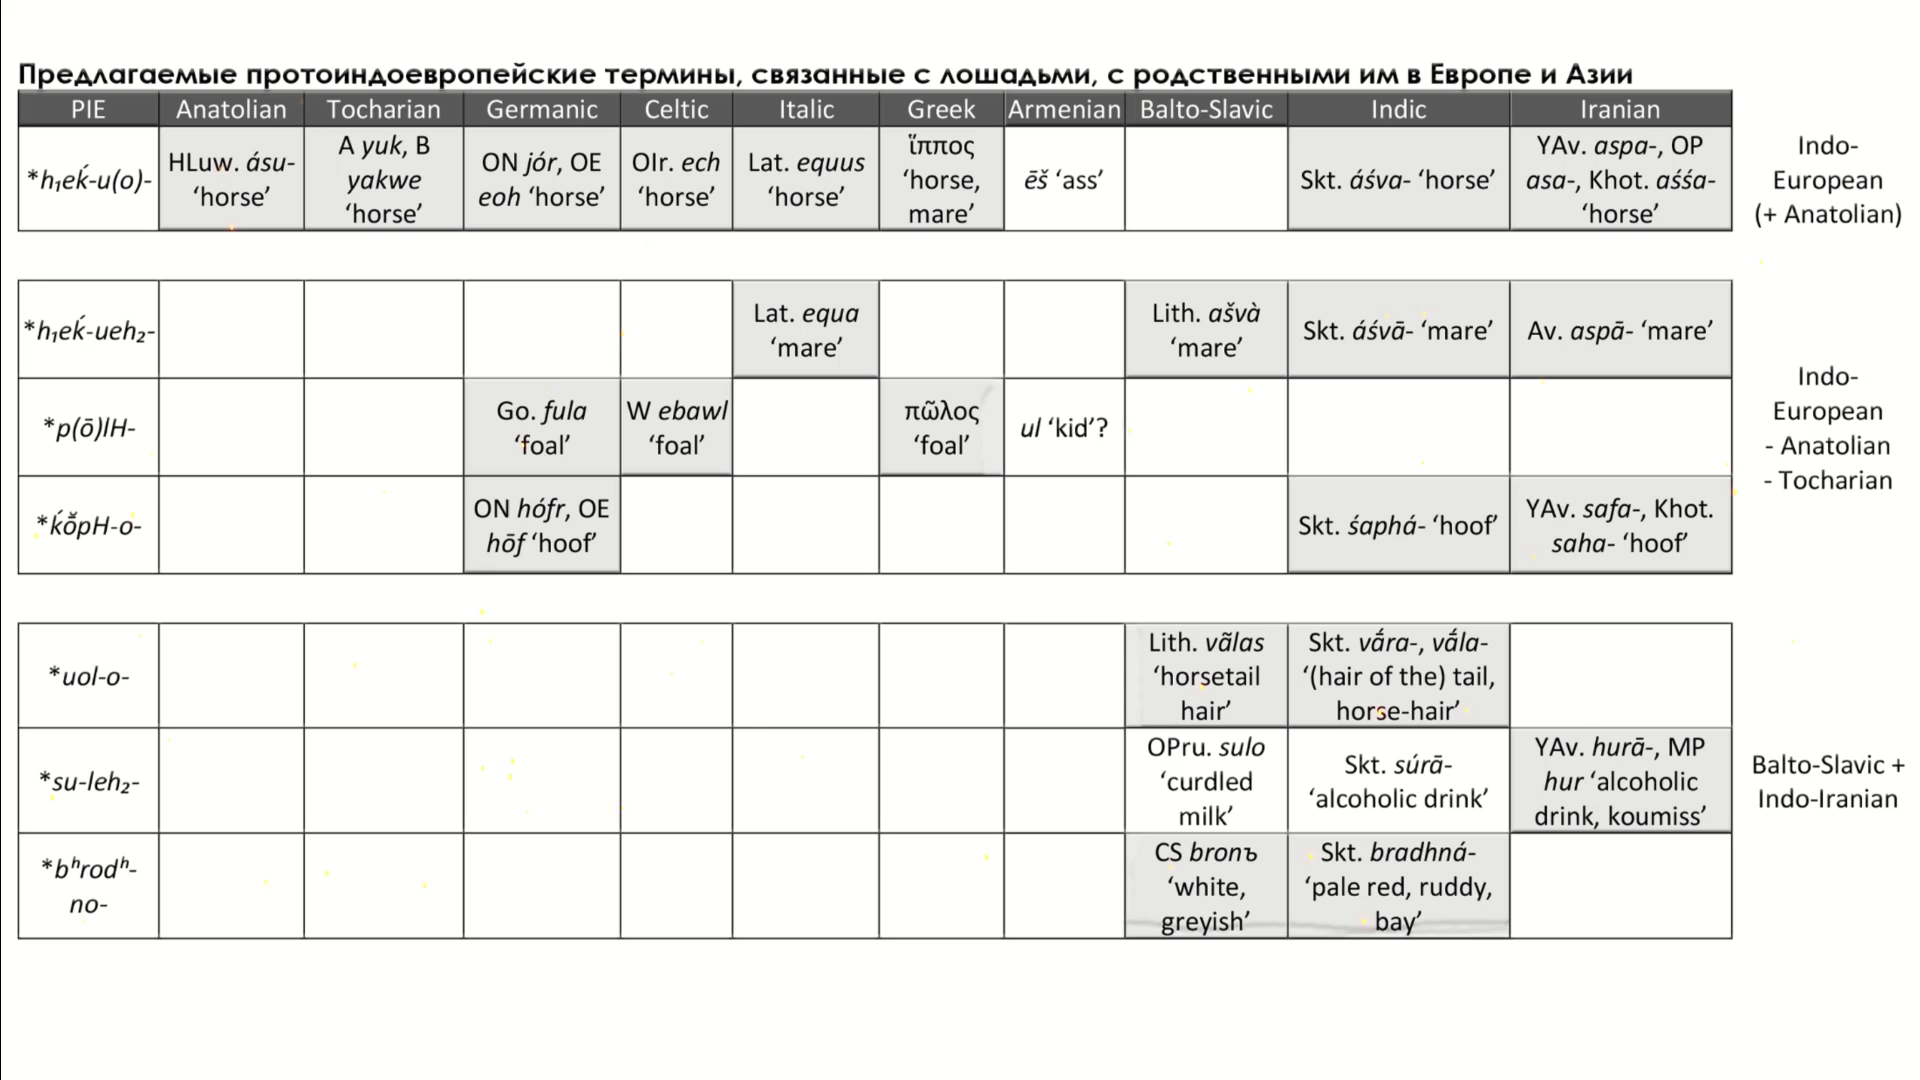 Предлагаемые протоиндоевропейские термины, связанные с лошадьми, с родственными им в Европе и Азии
PIE Anatolian Tocharian Germanic Celtic Italic Greek Armenian Balto-Slavic Indic Iranian
*h₁eḱ-u(o)-
HLuw. ásu-
‘horse’
A yuk, B
yakwe
‘horse’
ON jór, OE
eoh ‘horse’
OIr. ech
‘horse’
Lat. equus
‘horse’
ἵππος
‘horse,
mare’
ēš ‘ass’
Skt. áśva- ‘horse’
YAv. aspa-, OP
asa-, Khot. aśśa-
‘horse’
Indo-
European
(+ Anatolian)
*h₁eḱ-ueh₂-
Lat. equa
‘mare’
Lith. ašvà
‘mare’
Skt. áśvā- ‘mare’
Av. aspā- ‘mare’
*p(ō)lH-
Go. fula
‘foal’
W ebawl
‘foal’
πῶλος
‘foal’
ul ‘kid’?
*ḱō̆pH-o-
ON hófr, OE
hōf ‘hoof’
Skt. śaphá- ‘hoof’
YAv. safa-, Khot.
saha- ‘hoof’
Indo-
European
- Anatolian
- Tocharian
*uol-o-
Lith. vãlas
‘horsetail
hair’
Skt. vā́ra-, vā́la-
‘(hair of the) tail,
horse-hair’
*su-leh₂-
OPru. sulo
‘curdled
milk’
Skt. súrā-
‘alcoholic drink’
YAv. hurā-, MP
hur ‘alcoholic
drink, koumiss’
*bʰrodʰ-
no-
CS bronъ
‘white,
greyish’
Skt. bradhná-
‘pale red, ruddy,
bay’
Balto-Slavic +
Indo-Iranian